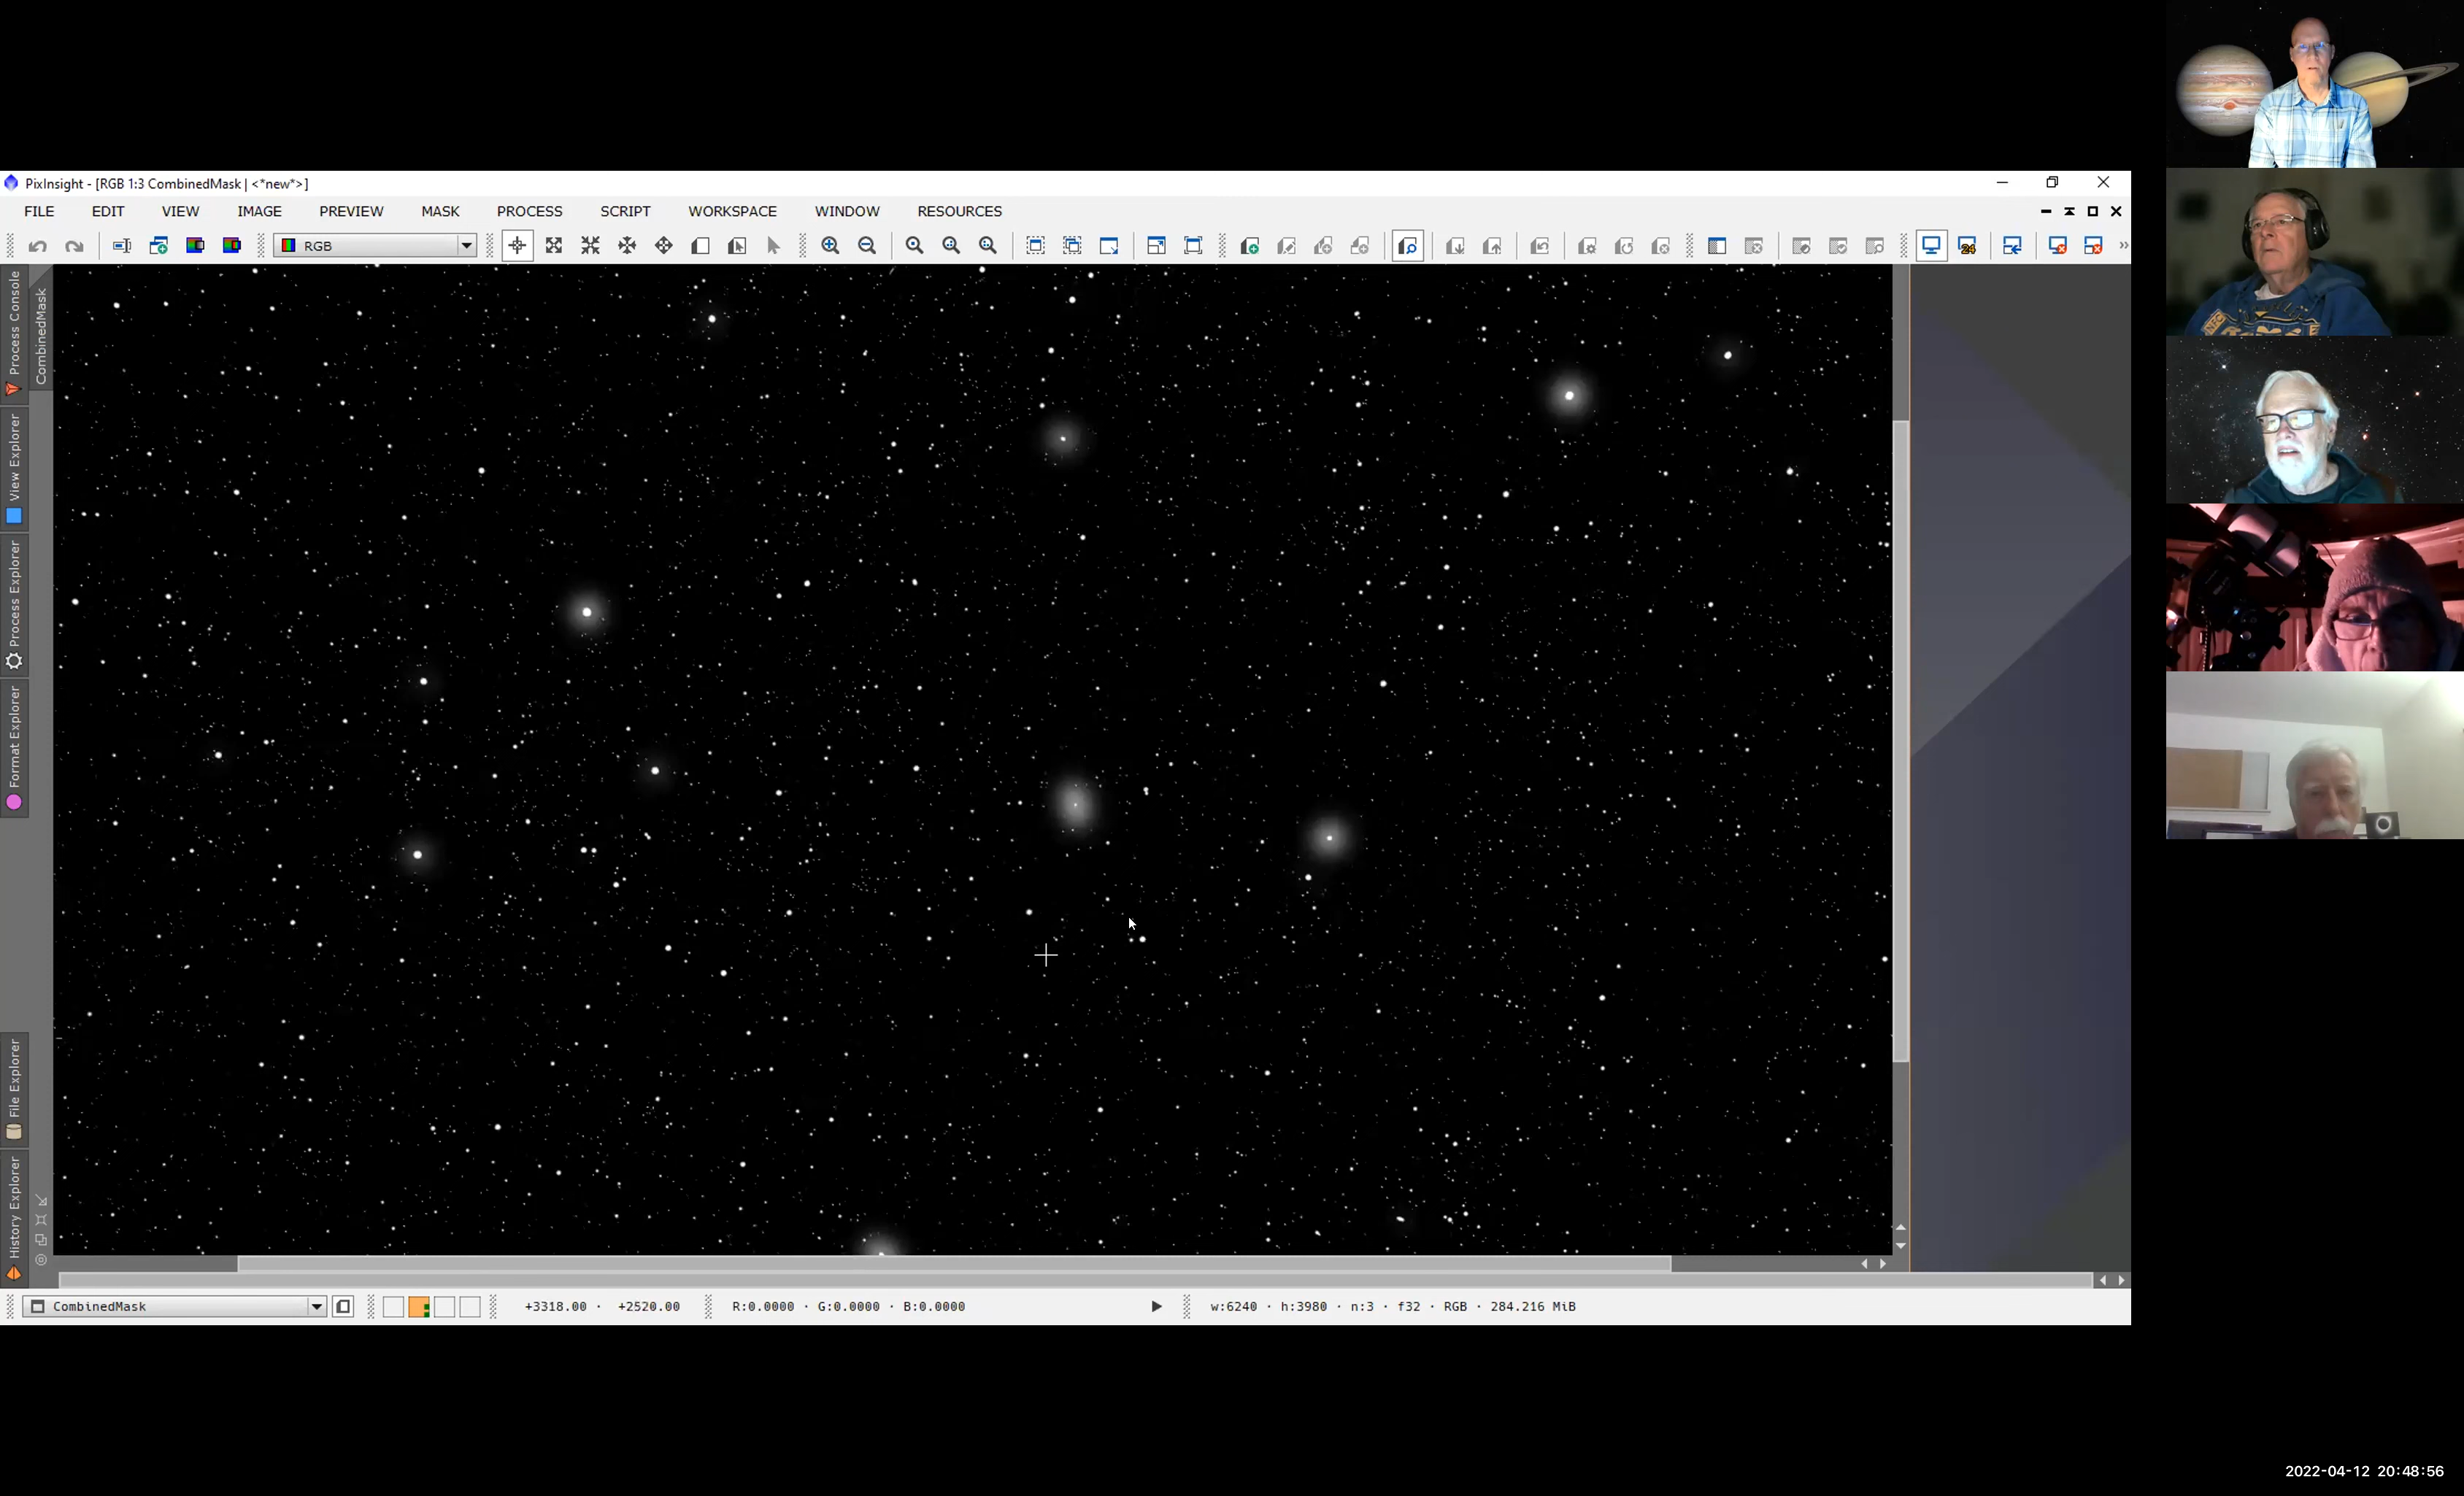 PixInsight - [RGB 1:3 CombinedMask | <*new*>]
FILE EDIT VIEW IMAGE PREVIEW MASK PROCESS SCRIPT WORKSPACE WINDOW RESOURCES
RGB
24
Process Console
CombinedMask
View Explorer
Process Explorer
Format Explorer
File Explorer
History Explorer
CombinedMask
+3318.00 · +2520.00
R:0.0000 · G:0.0000 · B:0.0000
w:6240 · h:3980 · n:3 · f32 · RGB · 284.216 MiB
NFC
2022-04-12 20:48:56